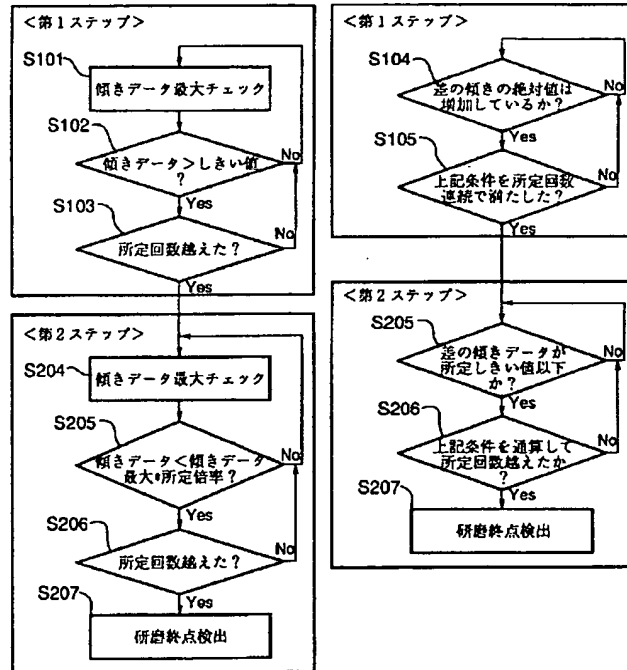 <第1ステップ>
S101
傾きデータ最大チェック
S102
傾きデータ>しきい値
?
No
Yes
S103
所定回数越えた?
No
Yes
<第2ステップ>
S204
傾きデータ最大チェック
S205
傾きデータ<傾きデータ
最大*所定倍率?
No
Yes
S206
所定回数越えた?
No
Yes
S207
研磨終点検出
<第1ステップ>
S104
差の傾きの絶対値は
増加しているか?
No
Yes
S105
上記条件を所定回数
連続で満たした?
No
Yes
<第2ステップ>
S205
差の傾きデータが
所定しきい値以下
か?
No
Yes
S206
上記条件を通算して
所定回数越えたか
?
No
Yes
S207
研磨終点検出